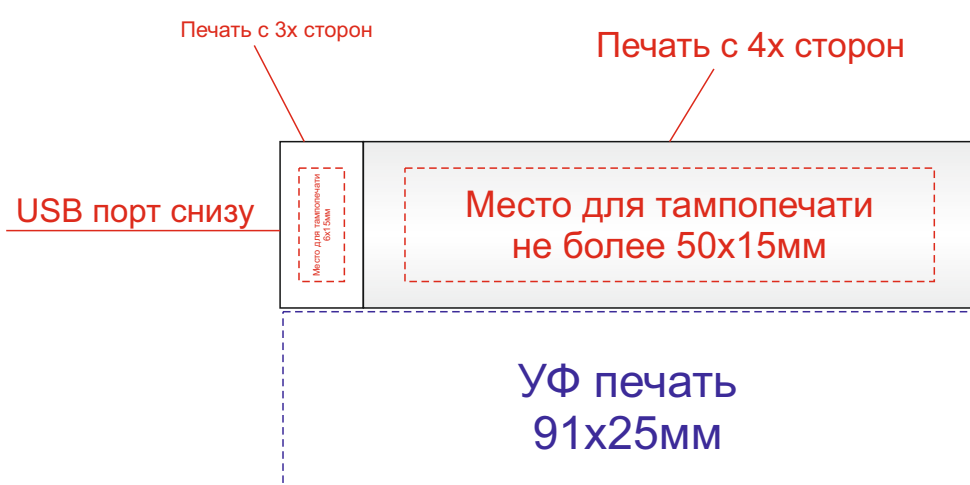 Печать с 3х сторон
Печать с 4х сторон
USB порт снизу
Место для тампопечати
6х15мм
Место для тампопечати
не более 50х15мм
УФ печать
91х25мм